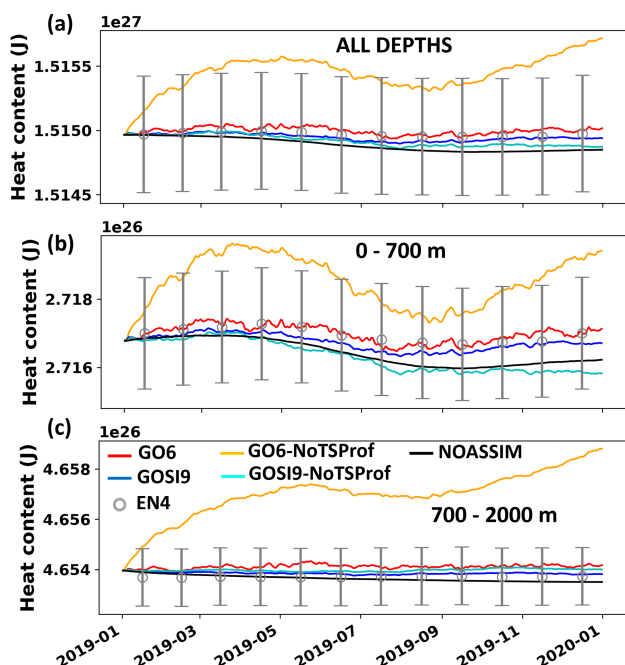 (a)
1e27
ALL DEPTHS
Heat content (J)
1.5155
1.5150
1.5145
(b)
1e26
0 - 700 m
Heat content (J)
2.718
2.716
(c)
1e26
GO6
GO6-NoTSProf
NOASSIM
GOSI9
GOSI9-NoTSProf
EN4
700 - 2000 m
Heat content (J)
4.658
4.656
4.654
2019-01
2019-03
2019-05
2019-07
2019-09
2019-11
2020-01